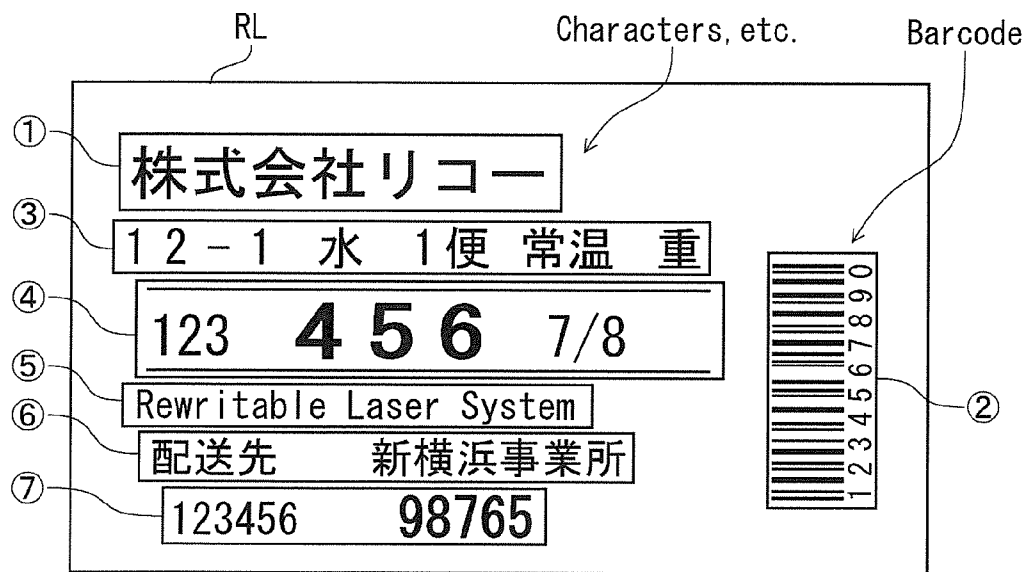 RL
Characters, etc.
Barcode
① 株式会社リコー
③ 12-1 水 1便 常温 重
④ 123 456 7/8
⑤ Rewritable Laser System
⑥ 配送先 新横浜事業所
⑦ 123456 98765
1234567890
②